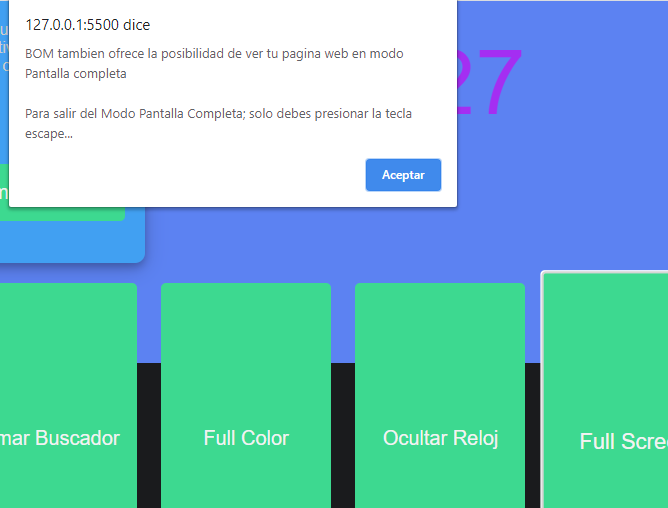 127.0.0.1:5500 dice
BOM tambien ofrece la posibilidad de ver tu pagina web en modo
Pantalla completa
Para salir del Modo Pantalla Completa; solo debes presionar la tecla
escape...
Aceptar
27
mar Buscador
Full Color
Ocultar Reloj
Full Scree